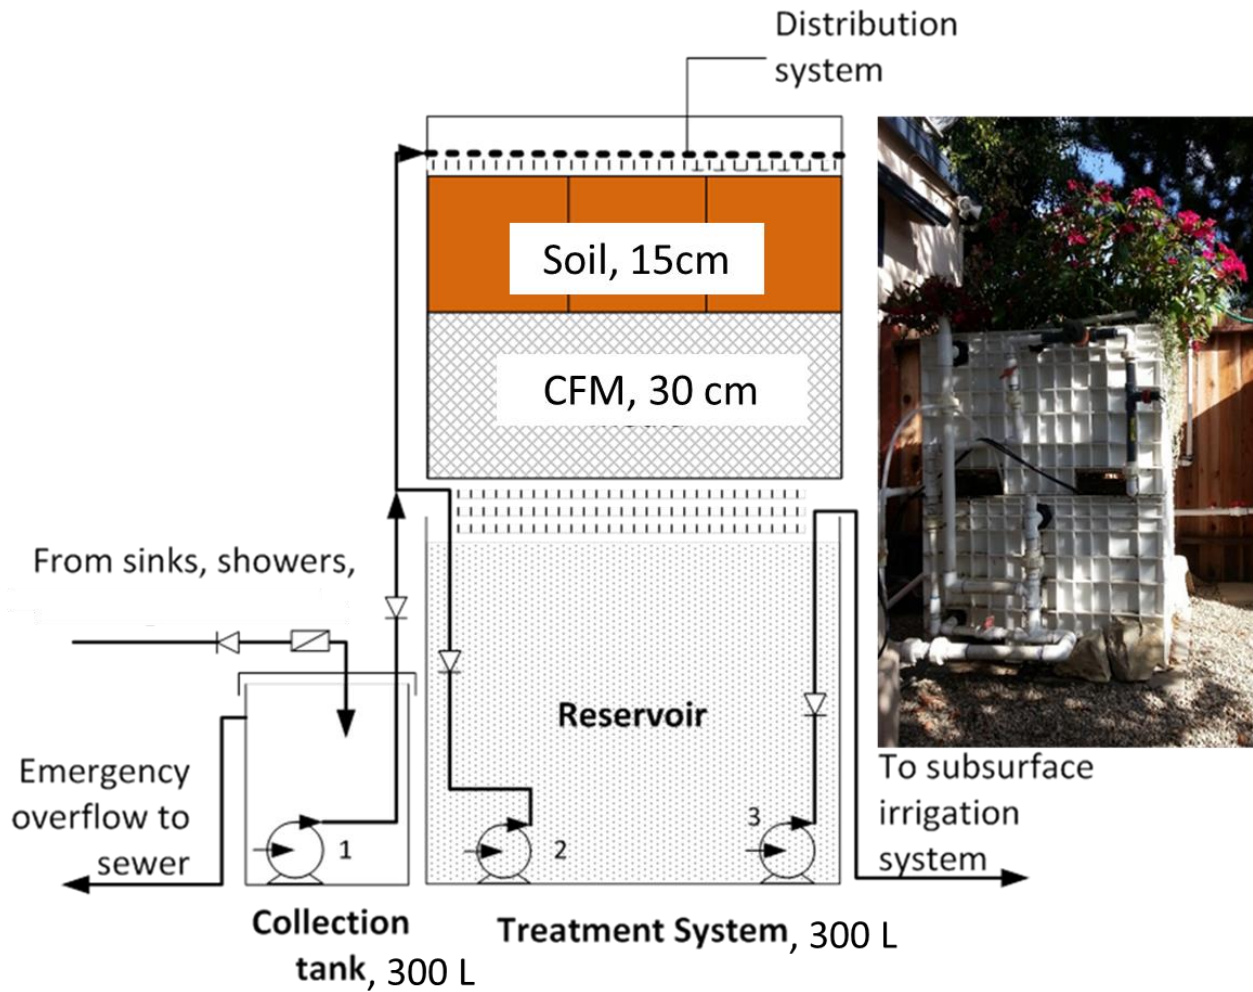 Distribution
system
Soil, 15cm
CFM, 30 cm
From sinks, showers,
Reservoir
Emergency
overflow to
sewer
1
2
3
To subsurface
irrigation
system
Collection
tank, 300 L
Treatment System, 300 L